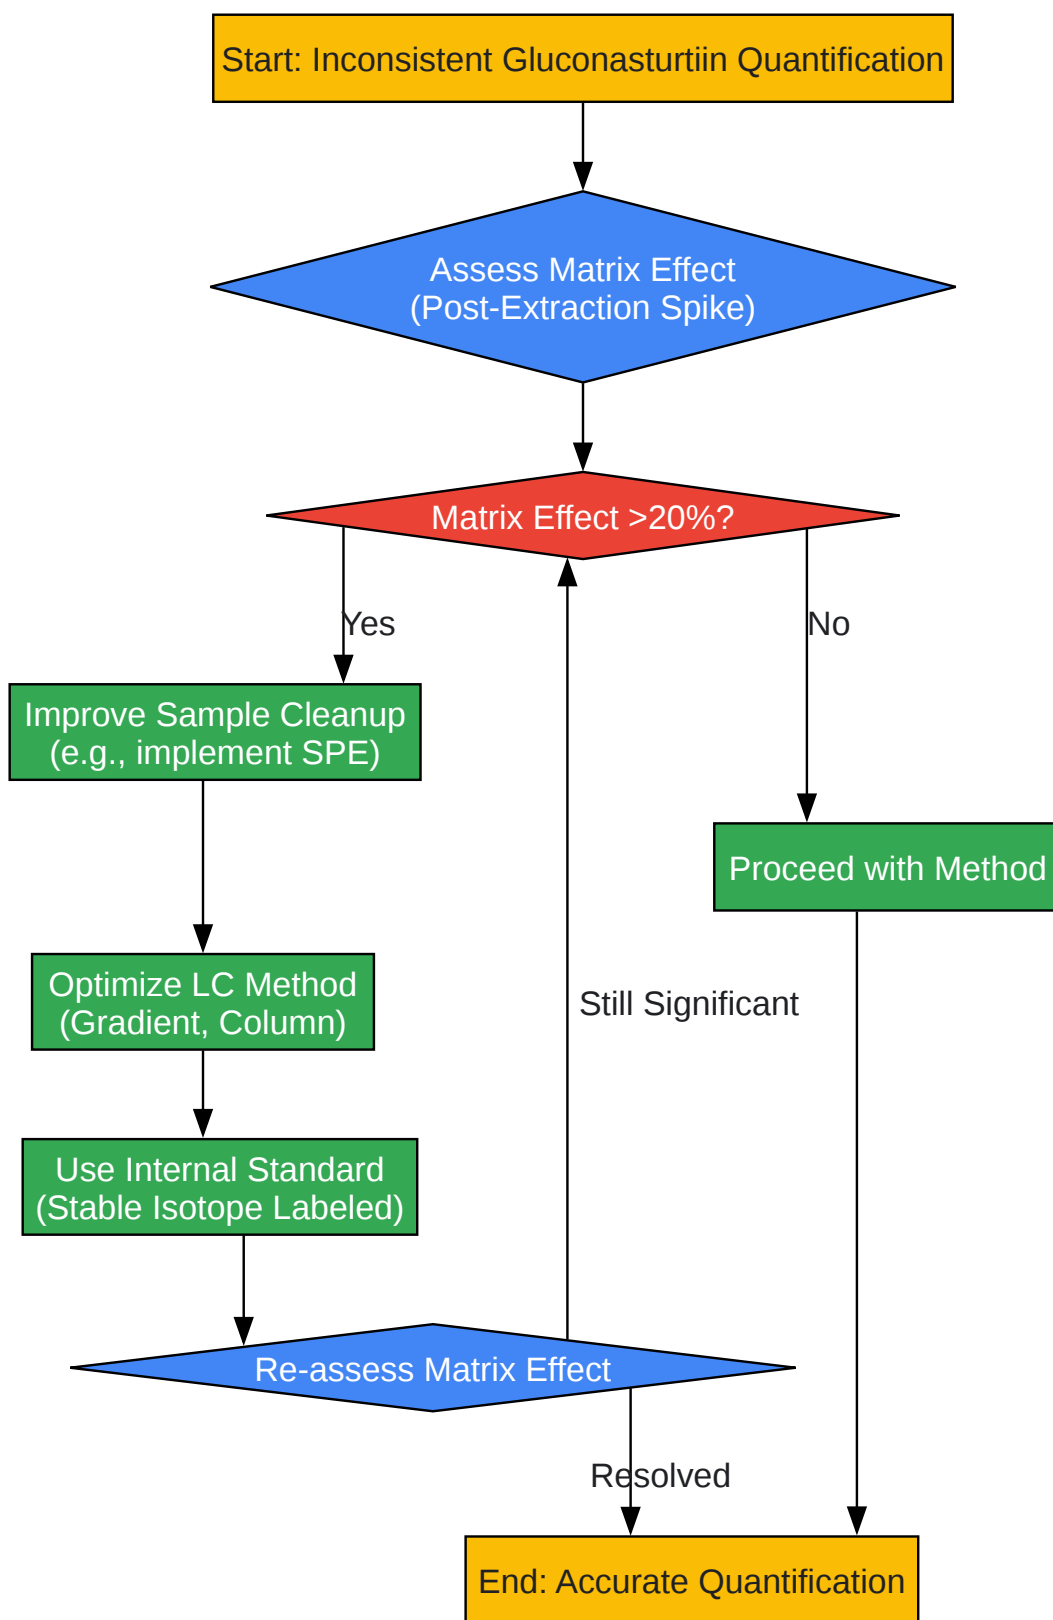 Start: Inconsistent Gluconasturtiin Quantification
Assess Matrix Effect
(Post-Extraction Spike)
Matrix Effect >20%?
Yes
No
Improve Sample Cleanup
(e.g., implement SPE)
Proceed with Method
Optimize LC Method
(Gradient, Column)
Still Significant
Use Internal Standard
(Stable Isotope Labeled)
Re-assess Matrix Effect
Resolved
End: Accurate Quantification